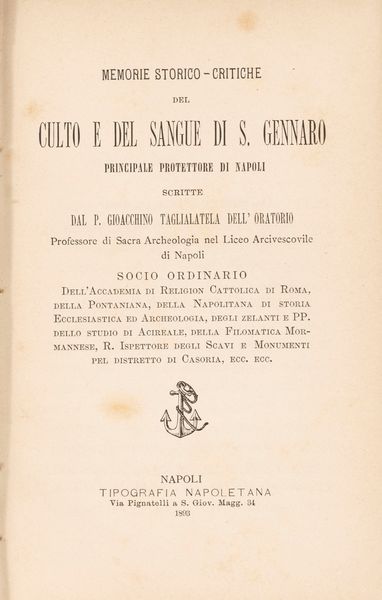 MEMORIE STORICO-CRITICHE
DEL
CULTO E DEL SANGUE DI S. GENNARO
PRINCIPALE PROTETTORE DI NAPOLI
SCRITTE
DAL P. GIOACCHINO TAGLIALATELA DELL'ORATORIO
Professore di Sacra Archeologia nel Liceo Arcivescovile
di Napoli
SOCIO ORDINARIO
DELL'ACCADEMIA DI RELIGION CATTOLICA DI ROMA,
DELLA PONTANIANA, DELLA NAPOLITANA DI STORIA
ECCLESIASTICA ED ARCHEOLOGIA, DEGLI ZELANTI E PP.
DELLO STUDIO DI ACIREALE, DELLA FILOMATICA MOR-
MANNESE, R. ISPETTORE DEGLI SCAVI E MONUMENTI
PEL DISTRETTO DI CASORIA, ECC. ECC.
NAPOLI
TIPOGRAFIA NAPOLETANA
Via Pignatelli a S. Giov. Magg. 34
1893